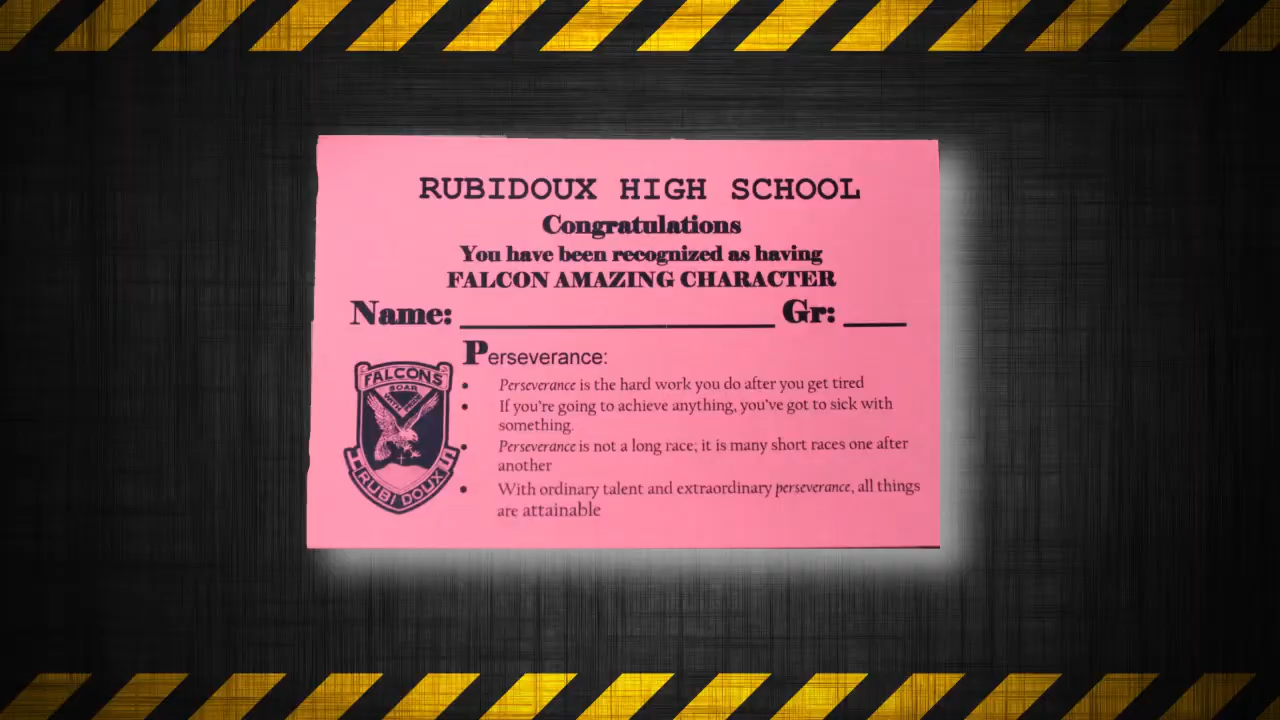 RUBIDOUX HIGH SCHOOL
Congratulations
You have been recognized as having
FALCON AMAZING CHARACTER
Name: Gr:
Perseverance:
• Perseverance is the hard work you do after you get tired
• If you're going to achieve anything, you've got to sick with
something.
• Perseverance is not a long race; it is many short races one after
another
• With ordinary talent and extraordinary perseverance, all things
are attainable
FALCONS
SOAR
WITH PRIDE
RUBIDOUX